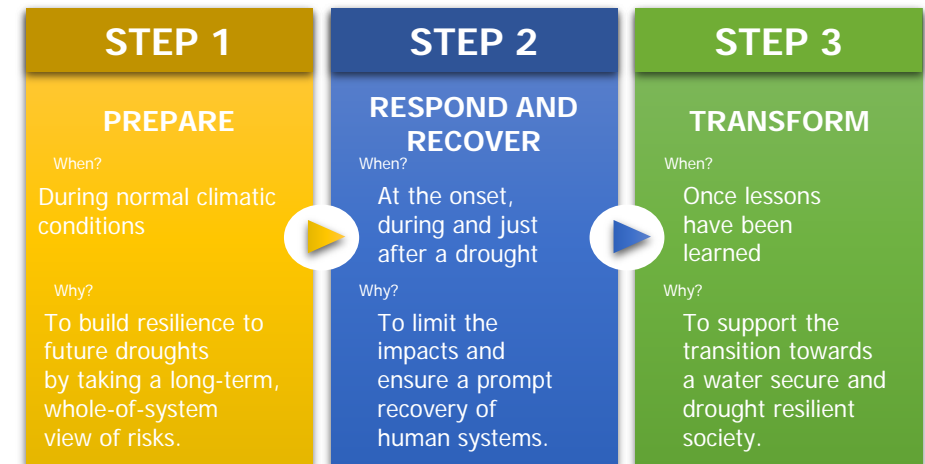 STEP 1
PREPARE
When?
During normal climatic
conditions
Why?
To build resilience to
future droughts
by taking a long-term,
whole-of-system
view of risks.
STEP 2
RESPOND AND
RECOVER
When?
At the onset,
during and just
after a drought
Why?
To limit the
impacts and
ensure a prompt
recovery of
human systems.
STEP 3
TRANSFORM
When?
Once lessons
have been
learned
Why?
To support the
transition towards
a water secure and
drought resilient
society.